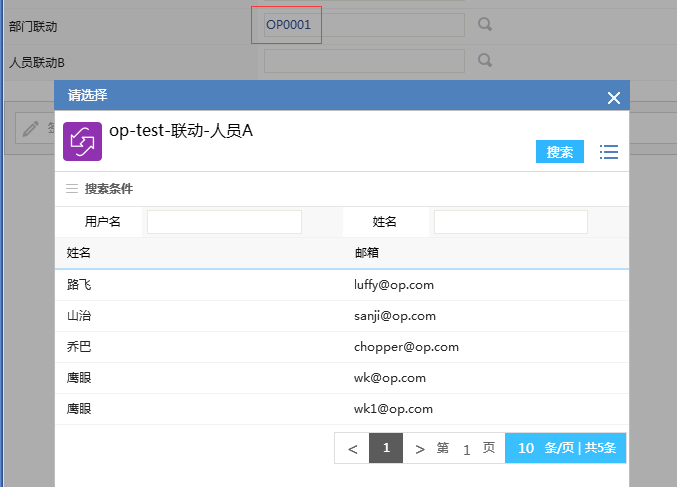 部门联动 OP0001
人员联动B
请选择
op-test-联动-人员A
搜索
搜索条件
用户名 姓名
姓名 邮箱
路飞 luffy@op.com
山治 sanji@op.com
乔巴 chopper@op.com
鹰眼 wk@op.com
鹰眼 wk1@op.com
< 1 > 第 1 页 10 条/页 | 共5条